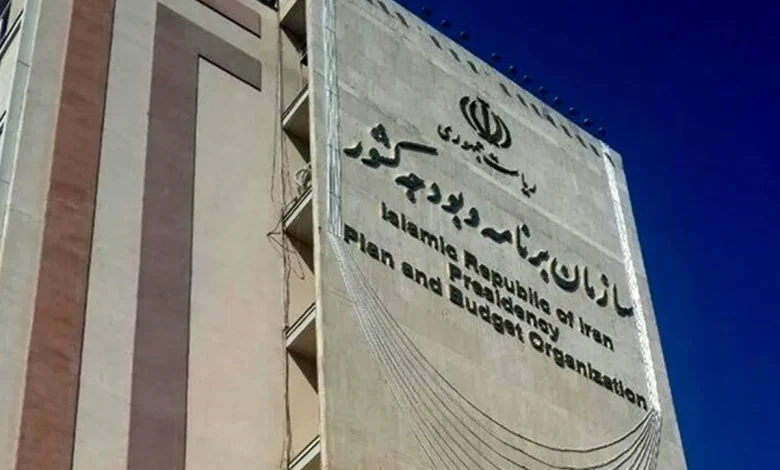 ریاست جمهوری
سازمان برنامه و بودجه کشور
Islamic Republic of Iran
Presidency
Plan and Budget Organization